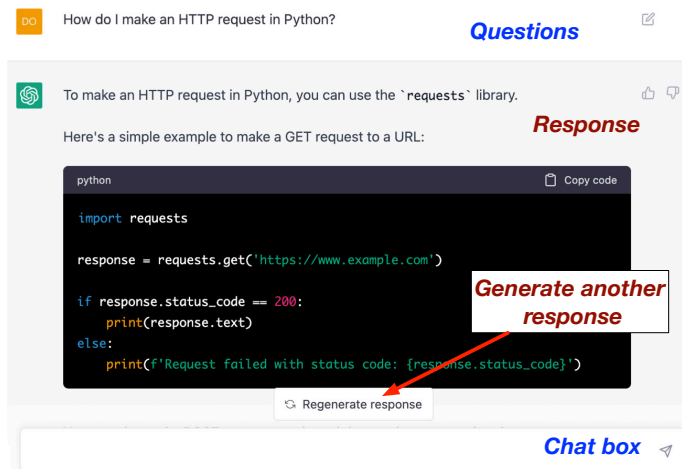 DO
How do I make an HTTP request in Python?
Questions
To make an HTTP request in Python, you can use the `requests` library.
Response
Here's a simple example to make a GET request to a URL:
python
Copy code
import requests
response = requests.get('https://www.example.com')
Generate another
response
if response.status_code == 200:
print(response.text)
else:
print(f'Request failed with status code: {response.status_code}')
Regenerate response
Chat box